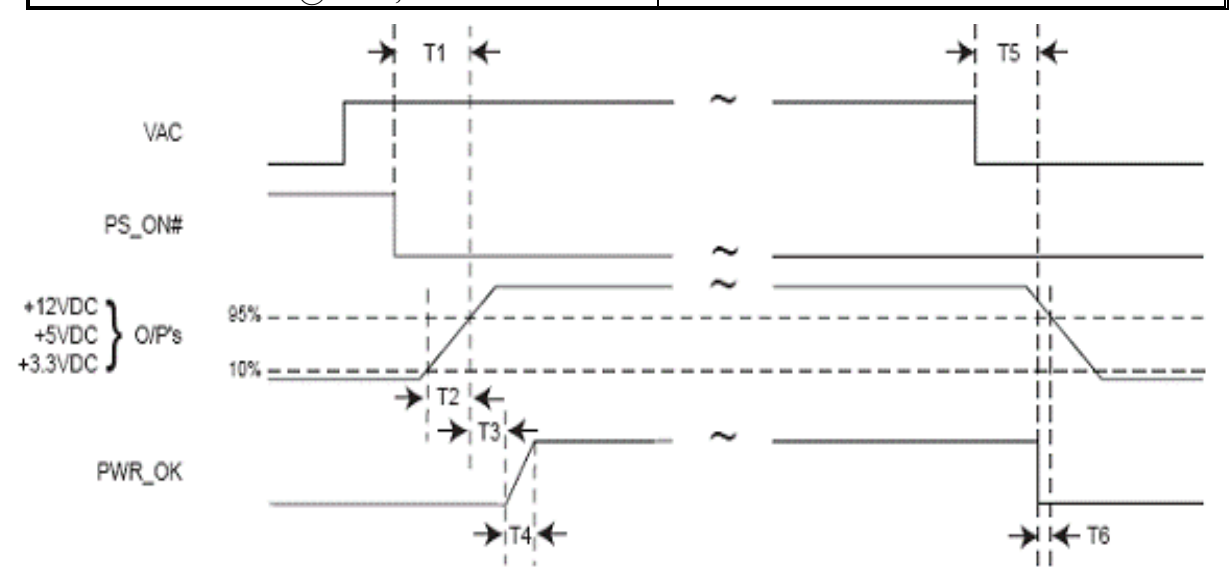 T1
T5
VAC
~
PS_ON#
~
+12VDC
+5VDC
+3.3VDC
} O/P's
95%
~
10%
T2
T3
PWR_OK
~
T4
T6